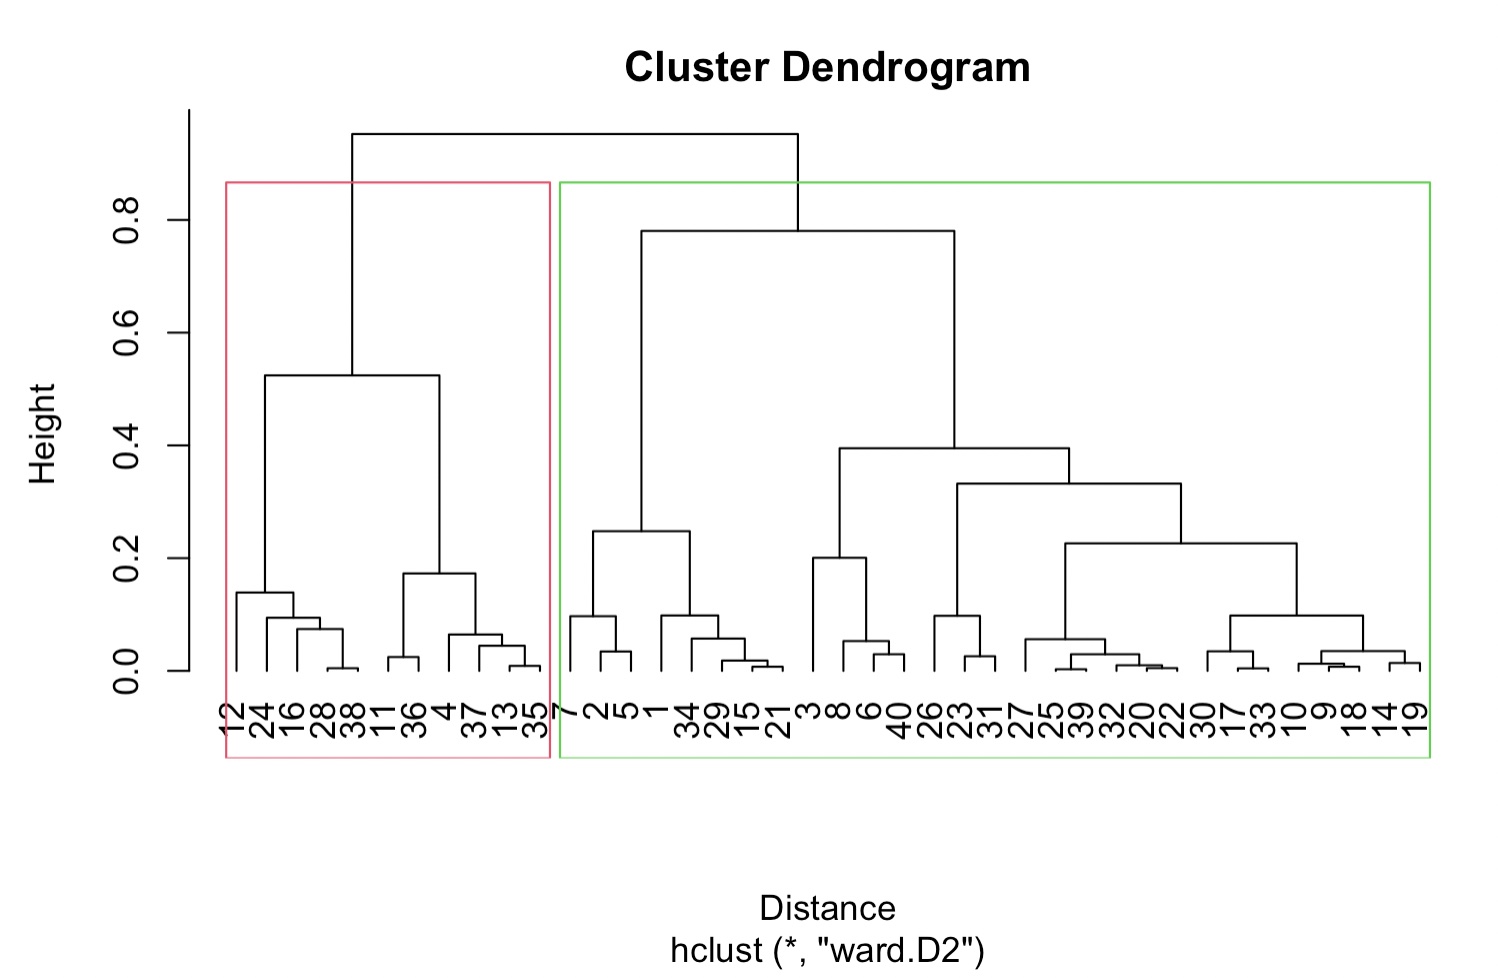 Cluster Dendrogram
Height
0.0 0.2 0.4 0.6 0.8
12 24 16 28 38 11 36 4 37 13 35 7 2 5 1 34 29 15 21 3 8 6 40 26 23 31 27 25 39 32 20 22 30 17 33 10 9 18 14 19
Distance
hclust (*, "ward.D2")